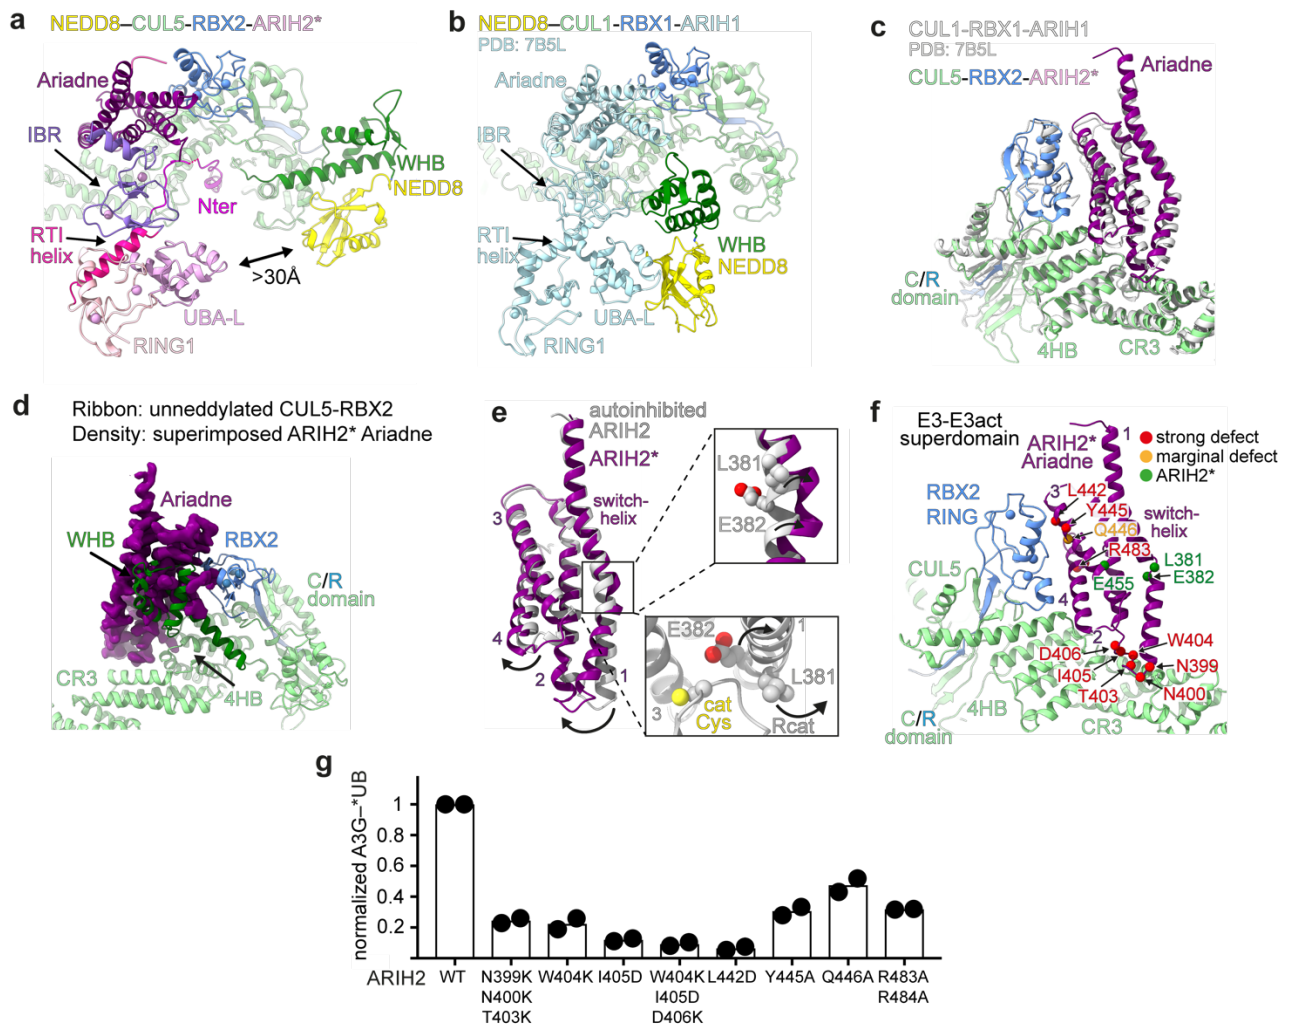 a
NEDD8–CUL5-RBX2-ARIH2*
Ariadne
IBR
WHB
NEDD8
Nter
RTI
helix
>30Å
UBA-L
RING1
b
NEDD8–CUL1-RBX1-ARIH1
PDB: 7B5L
Ariadne
IBR
RTI
helix
WHB
NEDD8
UBA-L
RING1
c
CUL1-RBX1-ARIH1
PDB: 7B5L
CUL5-RBX2-ARIH2*
Ariadne
C/R
domain
4HB
CR3
d
Ribbon: unneddylated CUL5-RBX2
Density: superimposed ARIH2* Ariadne
Ariadne
WHB
RBX2
C/R
domain
CR3
4HB
e
autoinhibited
ARIH2
ARIH2*
switch-
helix
3
4
2
1
L381
E382
E382
1
L381
3
cat
Cys
Rcat
f
E3-E3act
superdomain
strong defect
marginal defect
ARIH2*
ARIH2*
Ariadne
1
RBX2
RING
3
L442
Y445
Q446
switch-
helix
R483
L381
E382
E455
CUL5
4
2
W404
D406
I405
N399
T403
N400
C/R
domain
4HB
CR3
g
normalized A3G–*UB
1
0.8
0.6
0.4
0.2
ARIH2
WT
N399K
N400K
T403K
W404K
I405D
W404K
I405D
D406K
L442D
Y445A
Q446A
R483A
R484A